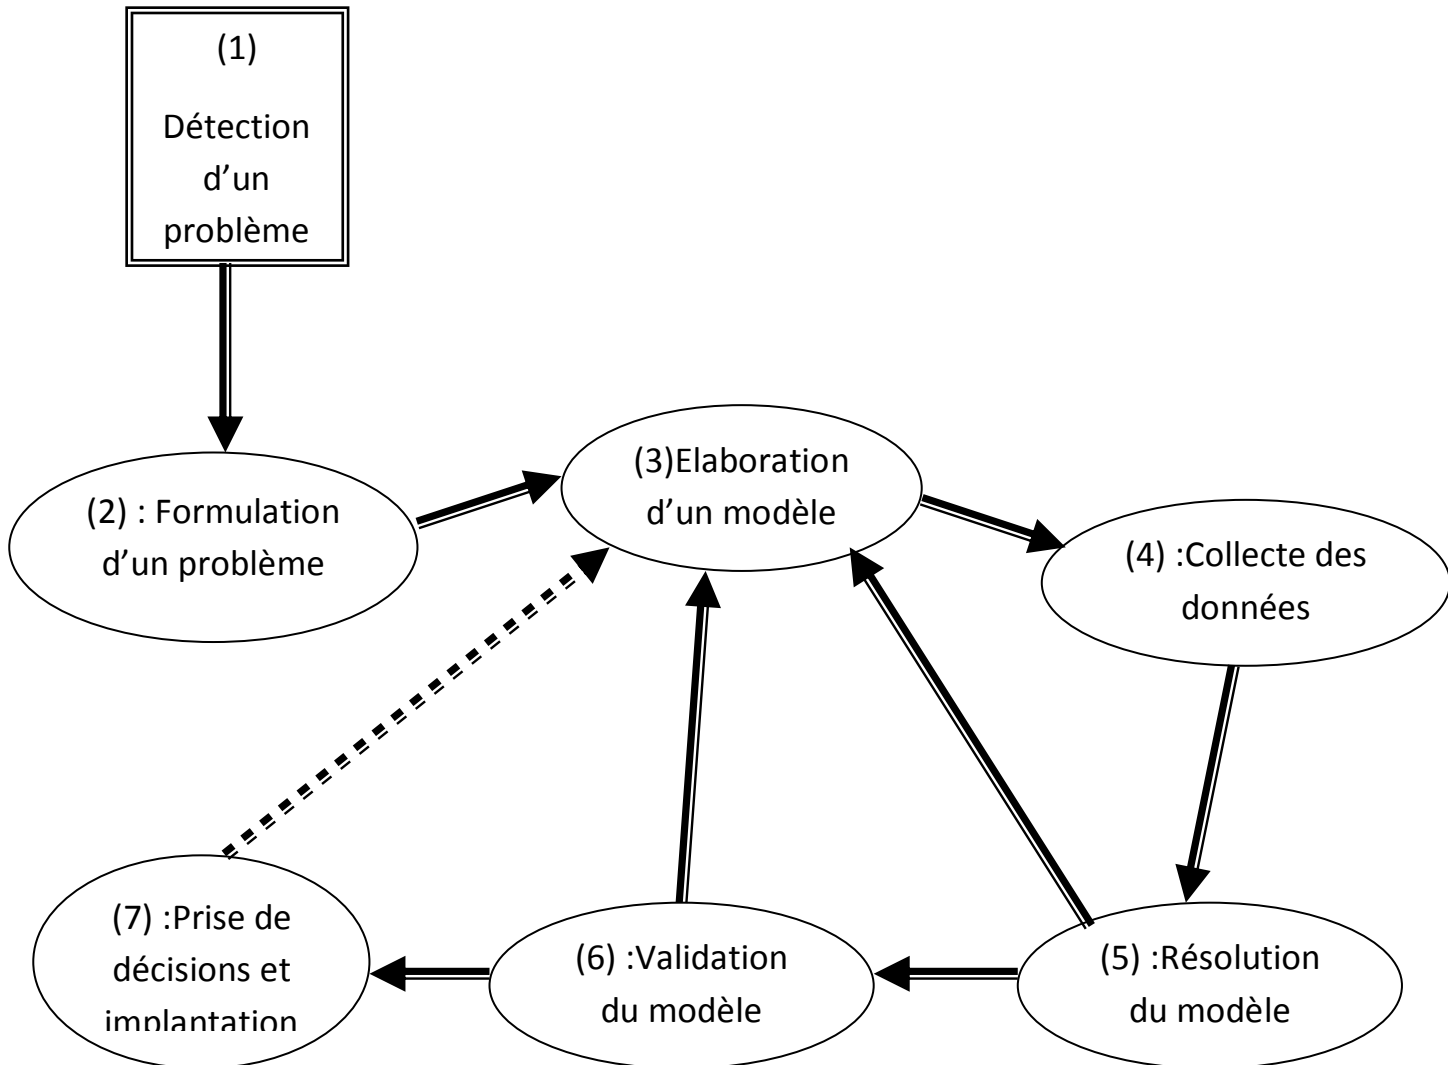 (1)
Détection
d’un
problème
(2) : Formulation
d’un problème
(3)Elaboration
d’un modèle
(4) :Collecte des
données
(5) :Résolution
du modèle
(6) :Validation
du modèle
(7) :Prise de
décisions et
implantation